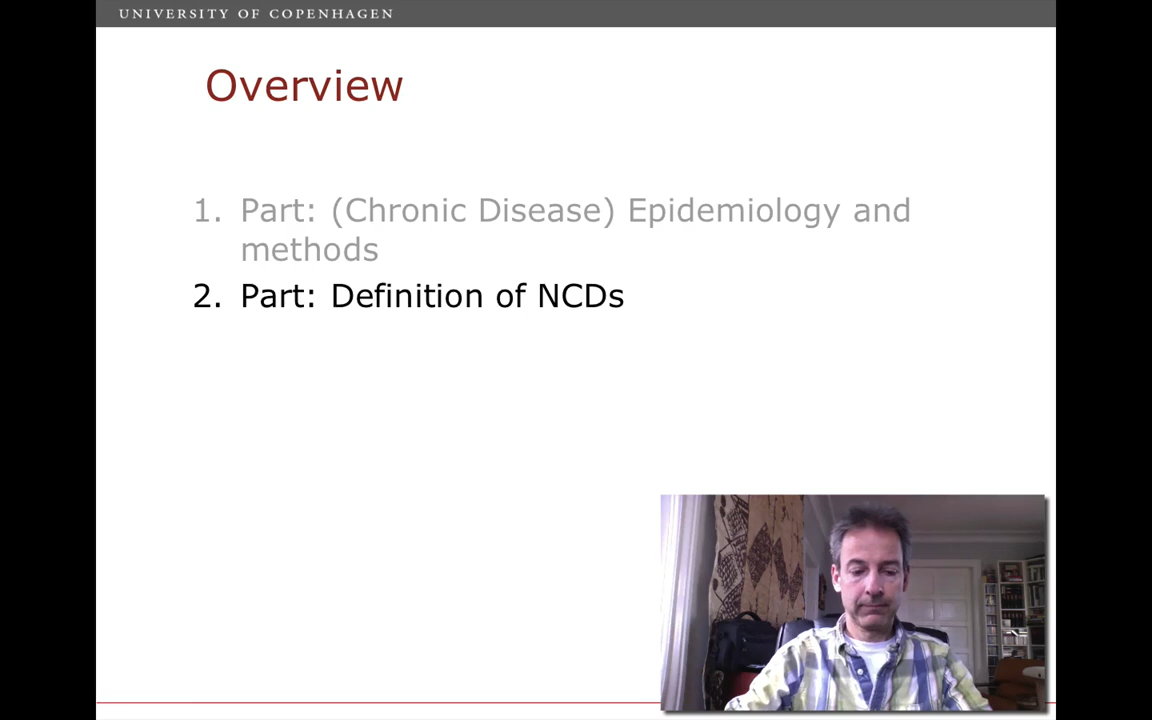 UNIVERSITY OF COPENHAGEN
Overview
1. Part: (Chronic Disease) Epidemiology and
methods
2. Part: Definition of NCDs